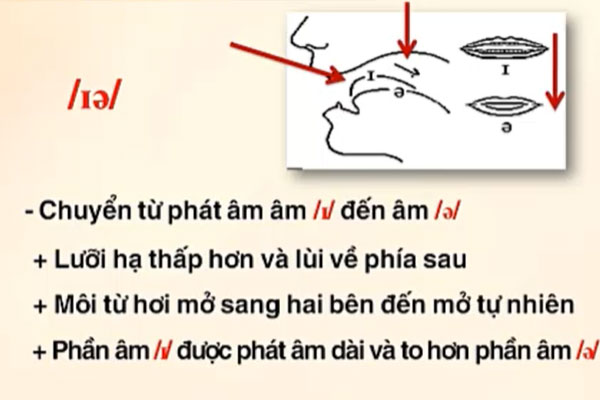 /ɪə/
ɪ
ə
ɪ
ə
- Chuyển từ phát âm âm /ɪ/ đến âm /ə/
+ Lưỡi hạ thấp hơn và lùi về phía sau
+ Môi từ hơi mở sang hai bên đến mở tự nhiên
+ Phần âm /ɪ/ được phát âm dài và to hơn phần âm /ə/